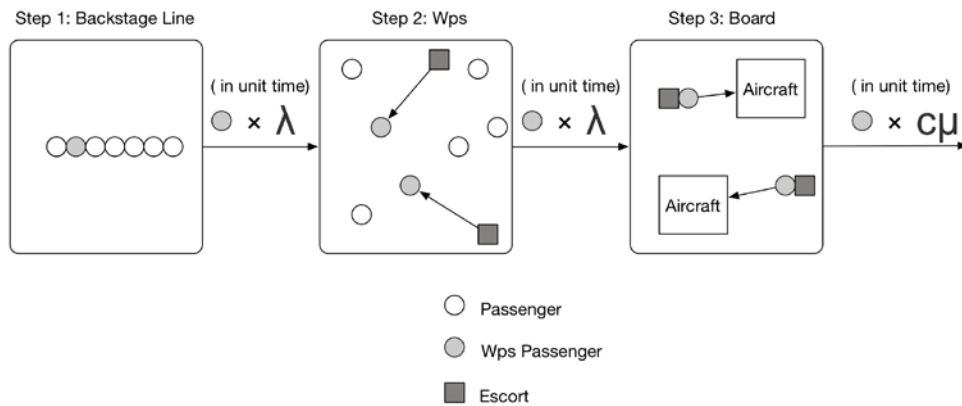 Step 1: Backstage Line
Step 2: Wps
Step 3: Board
( in unit time)
× λ
( in unit time)
× λ
( in unit time)
× cμ
Aircraft
Aircraft
Passenger
Wps Passenger
Escort